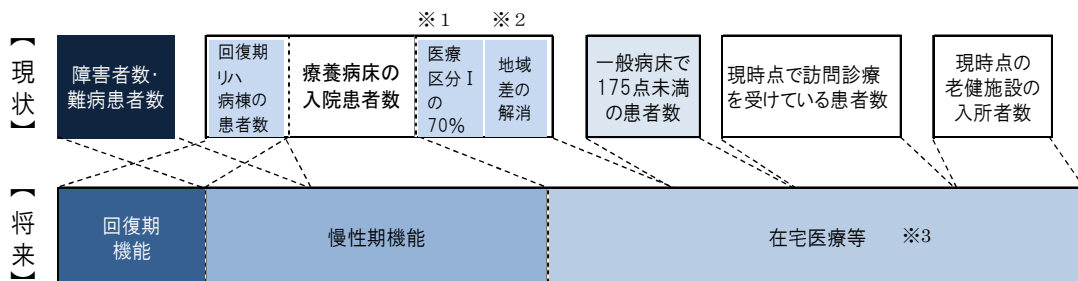 ※1 ※2
【現状】
障害者数・
難病患者数
回復期
リハ
病棟の
患者数
療養病床の
入院患者数
医療
区分Ⅰ
の
70%
地域
差の
解消
一般病床で
175点未満
の患者数
現時点で訪問診療
を受けている患者数
現時点の
老健施設の
入所者数
【将来】
回復期
機能
慢性期機能
在宅医療等 ※3